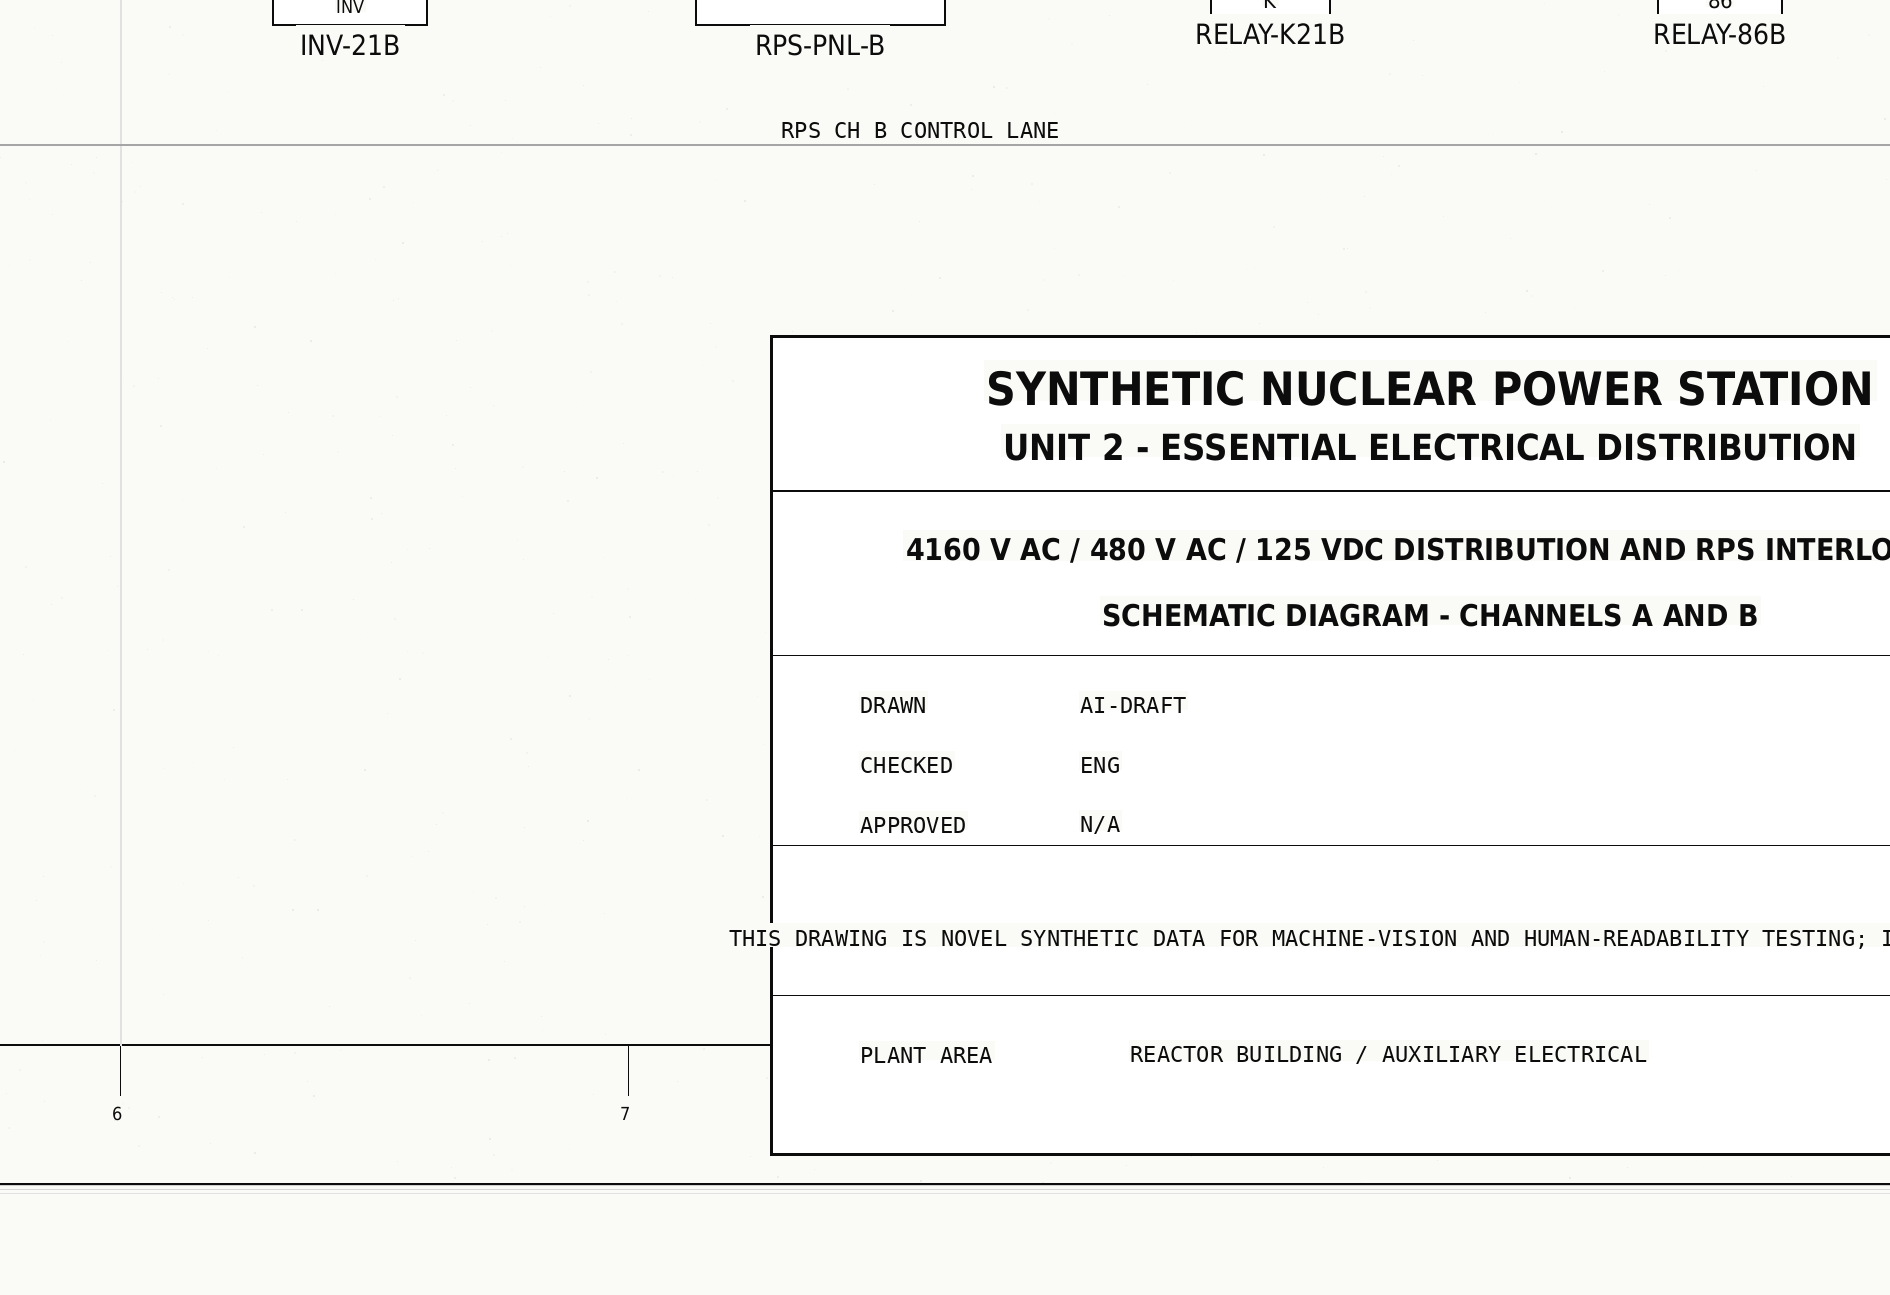 INV K 86
INV-21B RPS-PNL-B RELAY-K21B RELAY-86B
RPS CH B CONTROL LANE
SYNTHETIC NUCLEAR POWER STATION
UNIT 2 - ESSENTIAL ELECTRICAL DISTRIBUTION
4160 V AC / 480 V AC / 125 VDC DISTRIBUTION AND RPS INTERLO
SCHEMATIC DIAGRAM - CHANNELS A AND B
DRAWN AI-DRAFT
CHECKED ENG
APPROVED N/A
THIS DRAWING IS NOVEL SYNTHETIC DATA FOR MACHINE-VISION AND HUMAN-READABILITY TESTING;
PLANT AREA REACTOR BUILDING / AUXILIARY ELECTRICAL
6 7